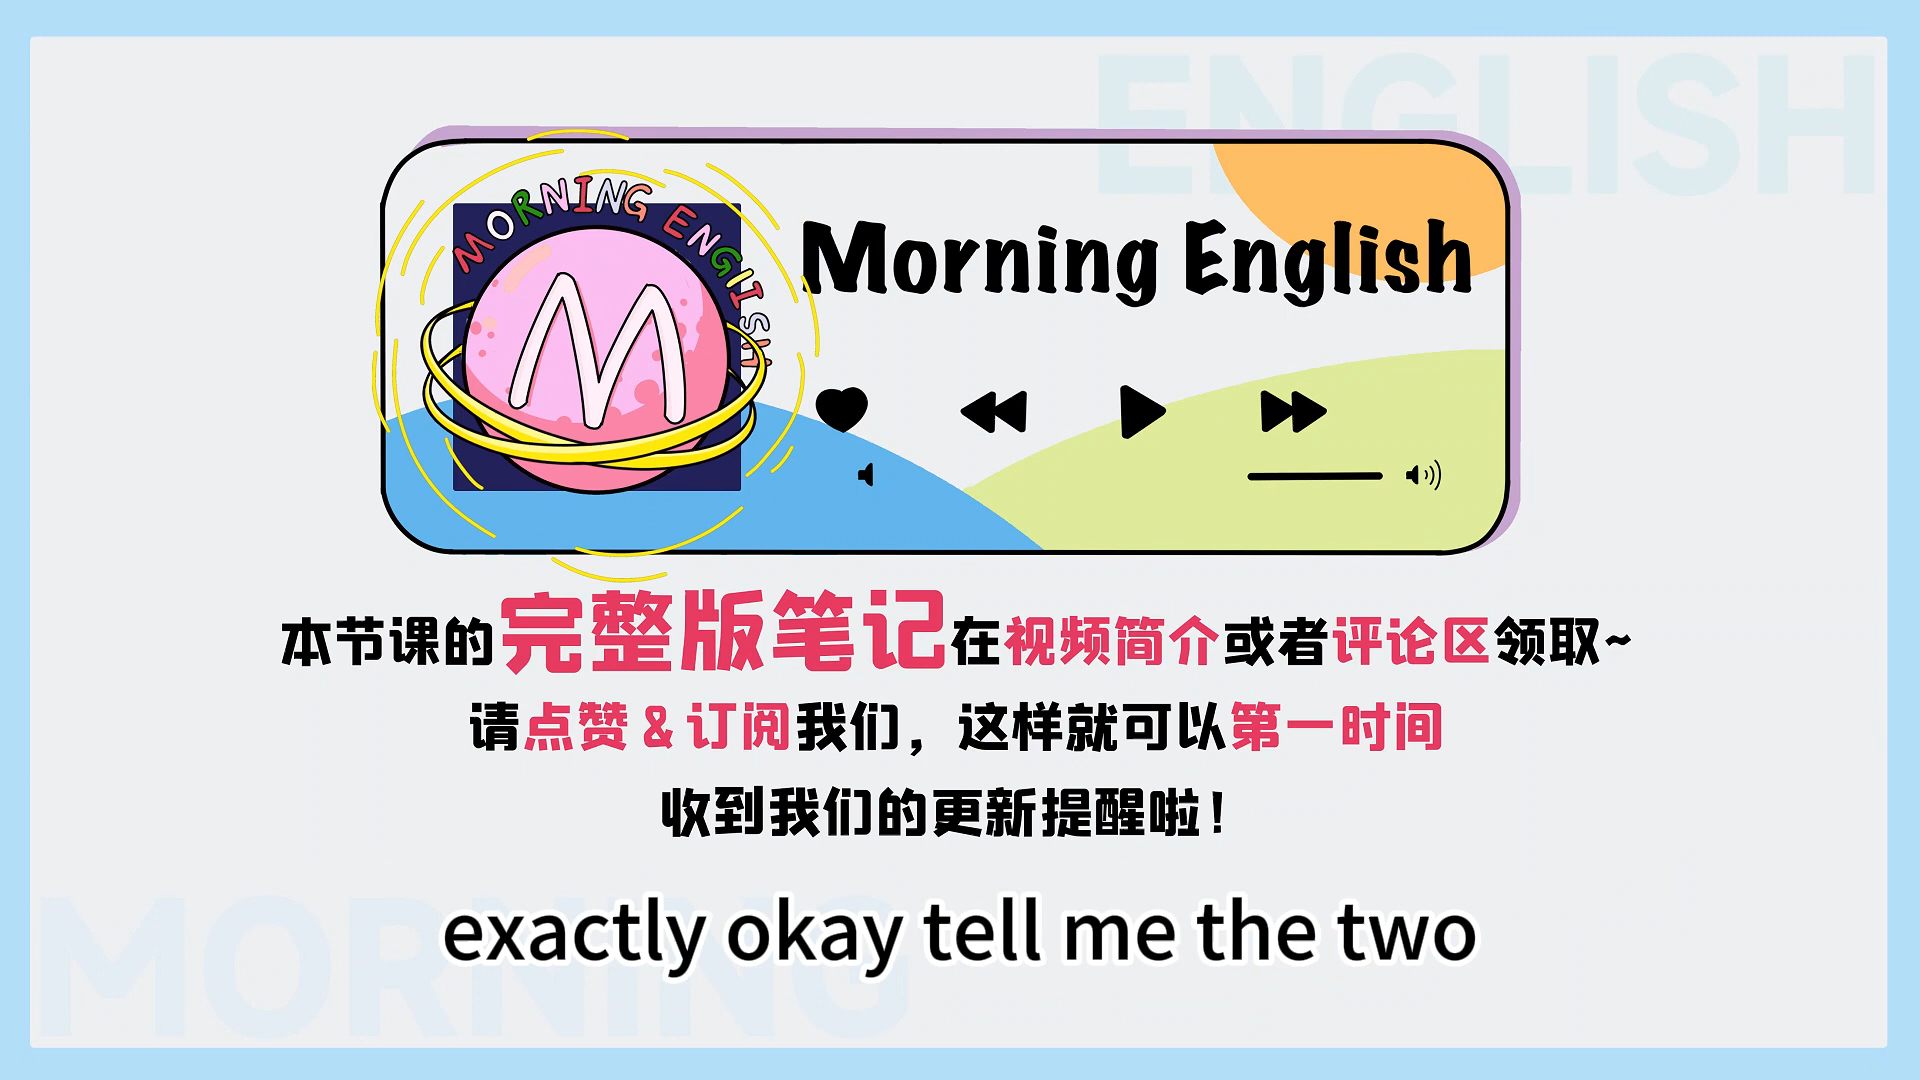 ENGLISH
MORNING ENGLISH
M
Morning English
本节课的完整版笔记在视频简介或者评论区领取~
请点赞&订阅我们，这样就可以第一时间
收到我们的更新提醒啦！
MORNING
exactly okay tell me the two